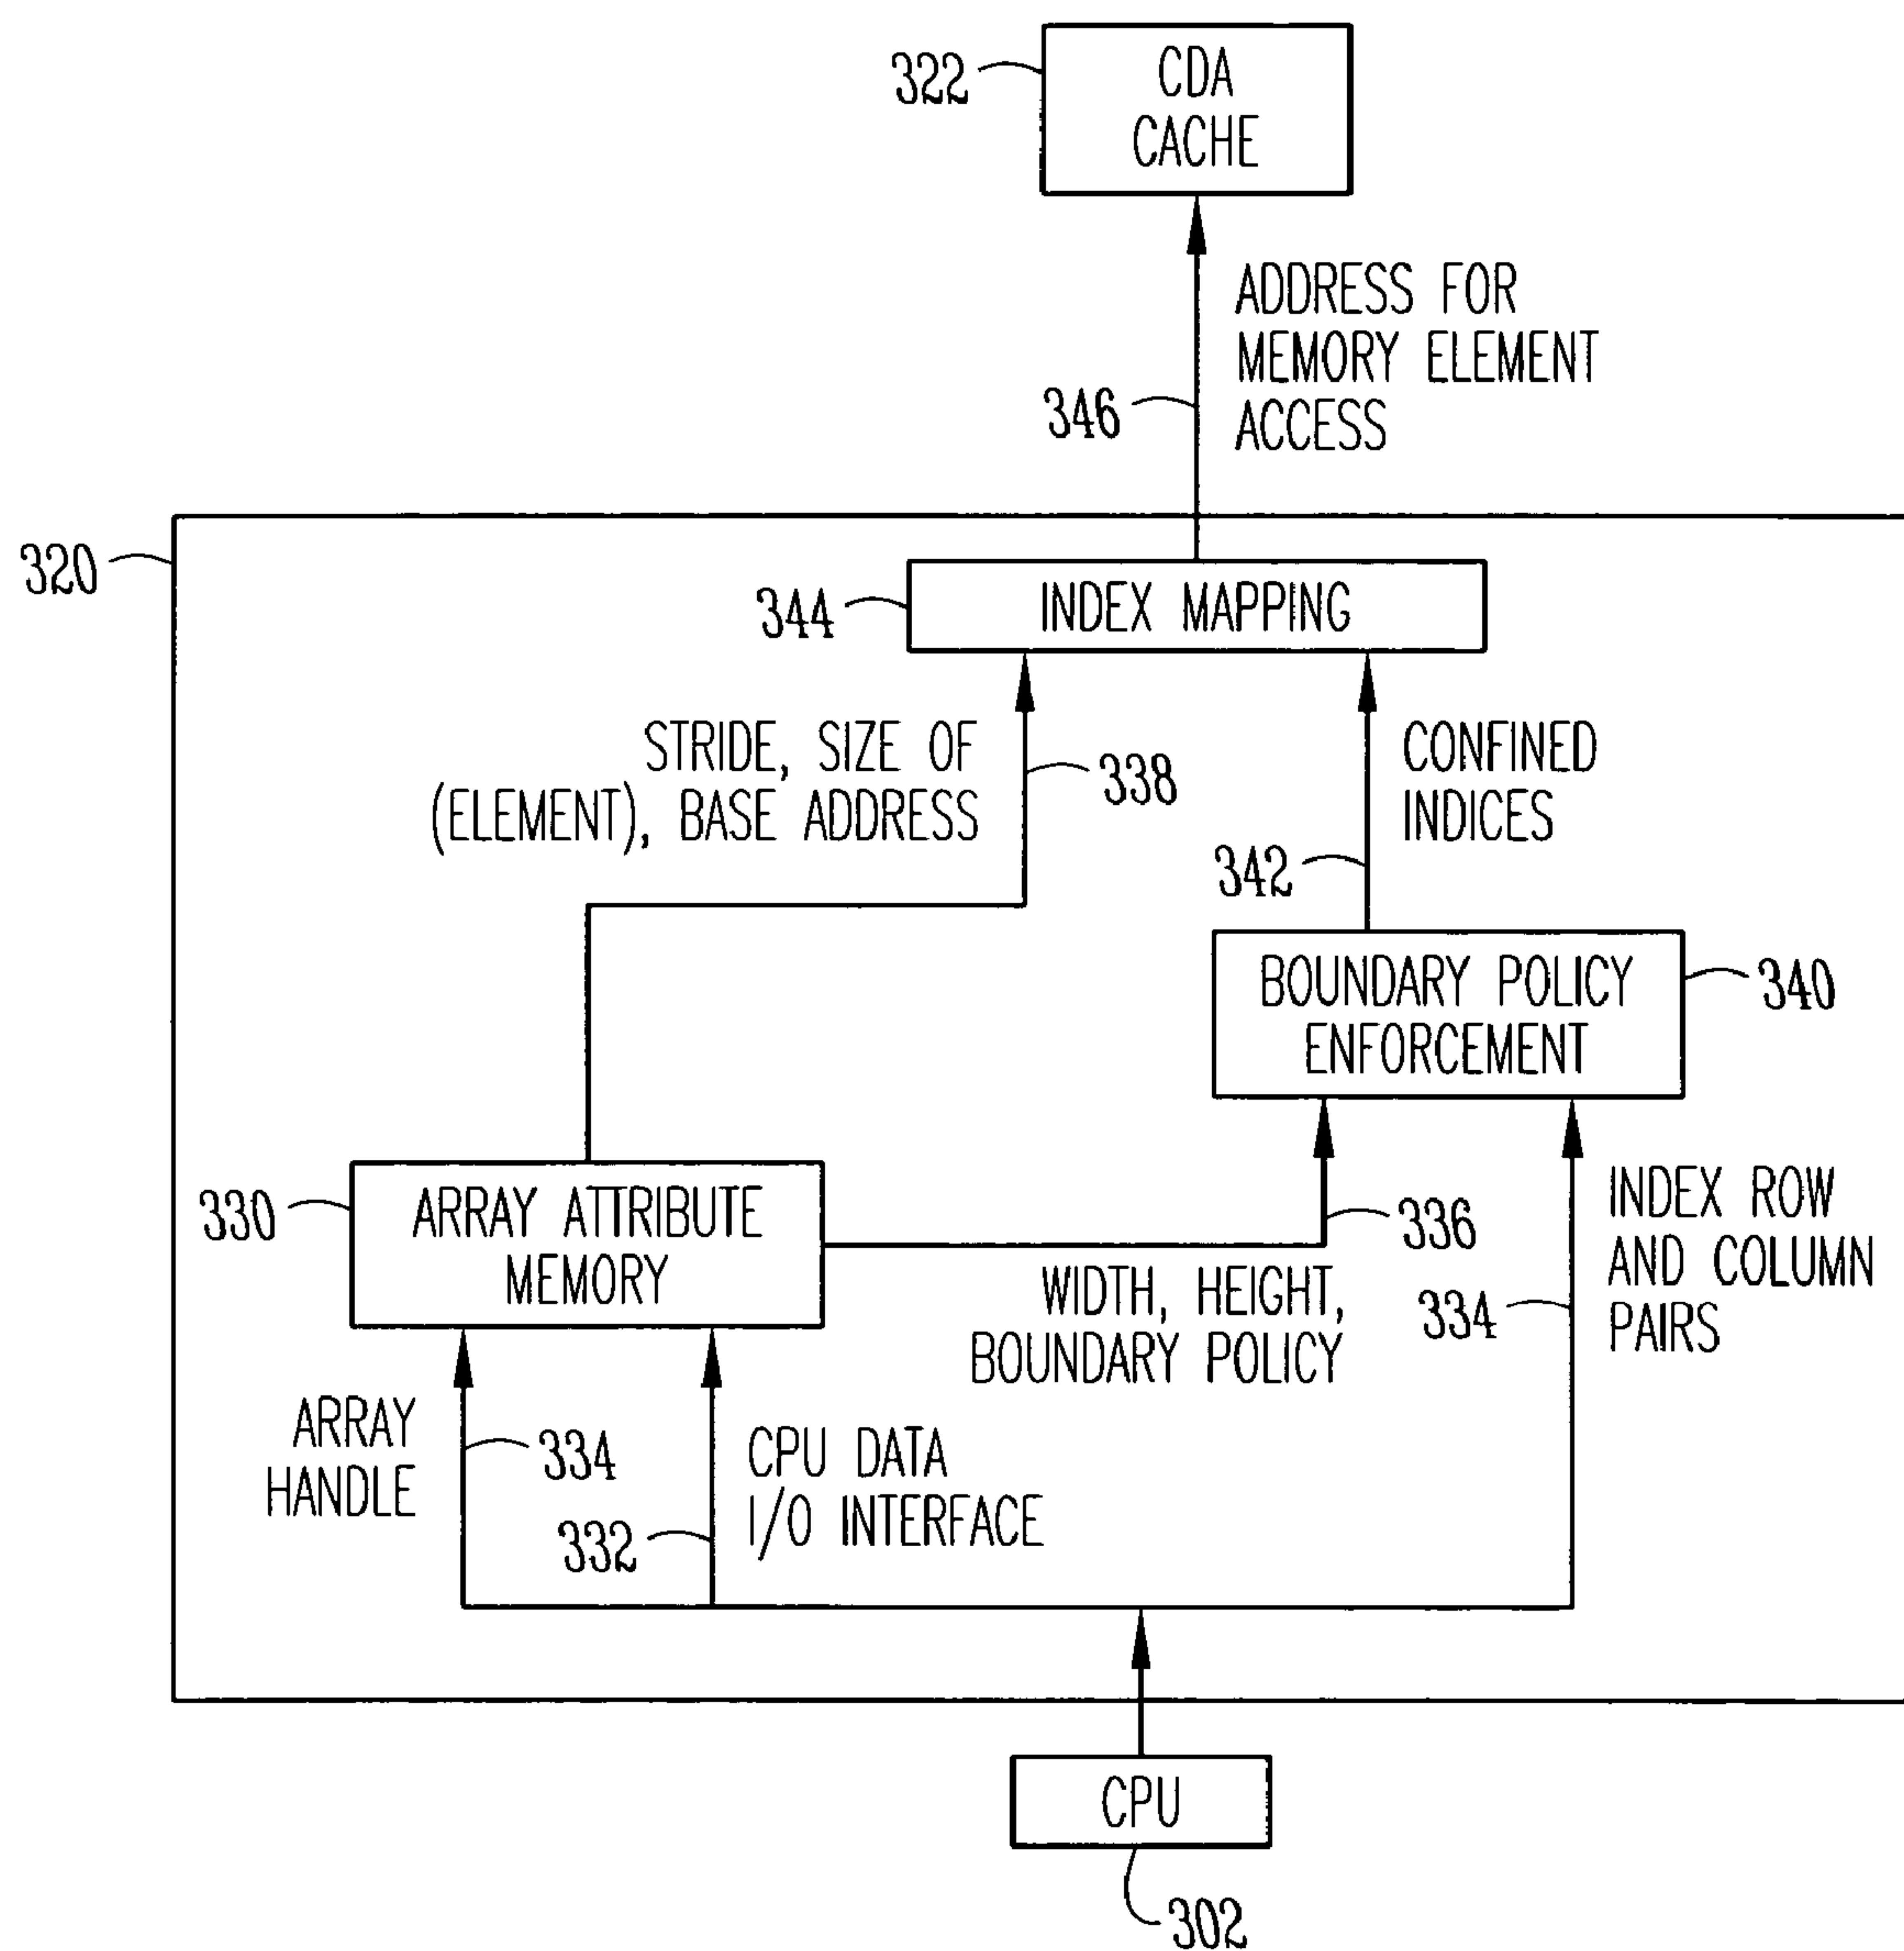 322
CDA
CACHE
ADDRESS FOR
MEMORY ELEMENT
ACCESS
346
320
344
INDEX MAPPING
STRIDE, SIZE OF
(ELEMENT), BASE ADDRESS
338
CONFINED
INDICES
342
BOUNDARY POLICY
ENFORCEMENT
340
330
ARRAY ATTRIBUTE
MEMORY
336
WIDTH, HEIGHT,
BOUNDARY POLICY
334
INDEX ROW
AND COLUMN
PAIRS
ARRAY
HANDLE
334
332
CPU DATA
I/O INTERFACE
CPU
302